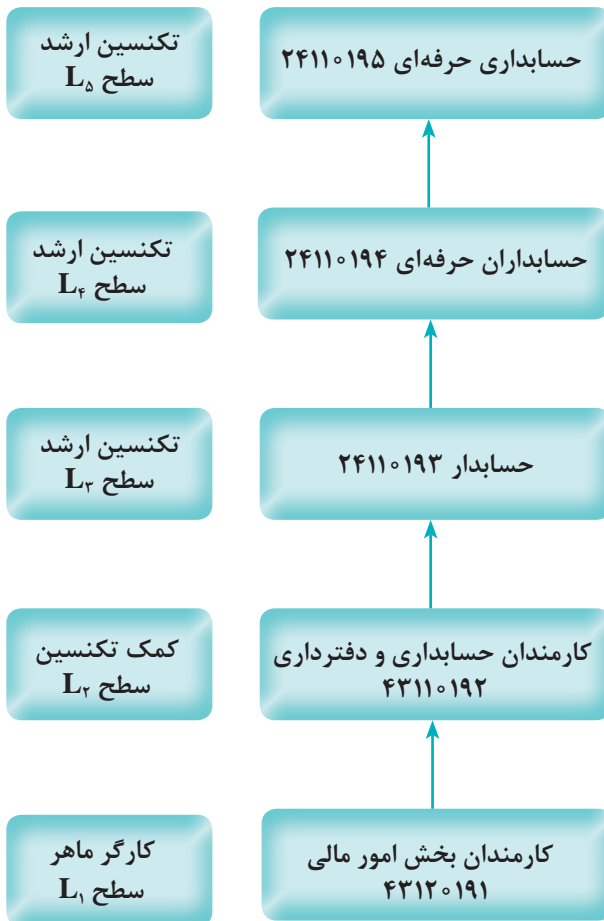 حسابداری حرفه‌ای ۲۴۱۱۰۱۹۵
تکنسین ارشد
سطح L۵
حسابداران حرفه‌ای ۲۴۱۱۰۱۹۴
تکنسین ارشد
سطح L۴
حسابدار ۲۴۱۱۰۱۹۳
تکنسین ارشد
سطح L۳
کارمندان حسابداری و دفترداری
۴۳۱۱۰۱۹۲
کمک تکنسین
سطح L۲
کارمندان بخش امور مالی
۴۳۱۲۰۱۹۱
کارگر ماهر
سطح L۱